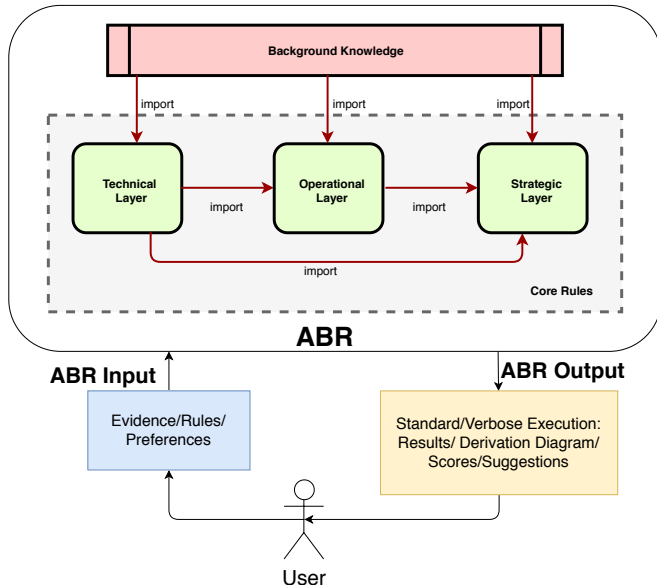 Background Knowledge
import
import
import
Technical
Layer
Operational
Layer
Strategic
Layer
import
import
import
Core Rules
ABR
ABR Input
ABR Output
Evidence/Rules/
Preferences
Standard/Verbose Execution:
Results/ Derivation Diagram/
Scores/Suggestions
User